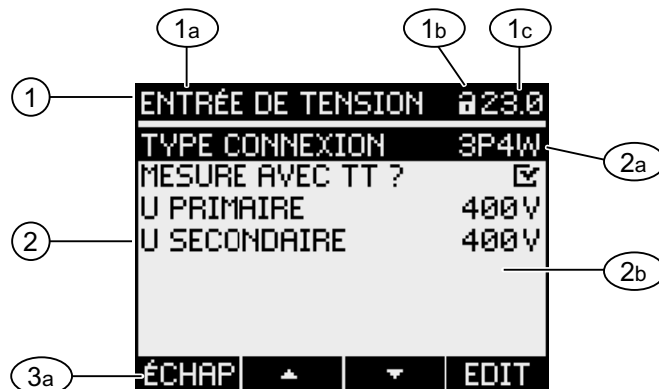 1a 1b 1c
1 ENTRÉE DE TENSION 23.0
TYPE CONNEXION 3P4W 2a
MESURE AVEC TT ?
U PRIMAIRE 400V
2 U SECONDAIRE 400V
2b
3a ÉCHAP EDIT